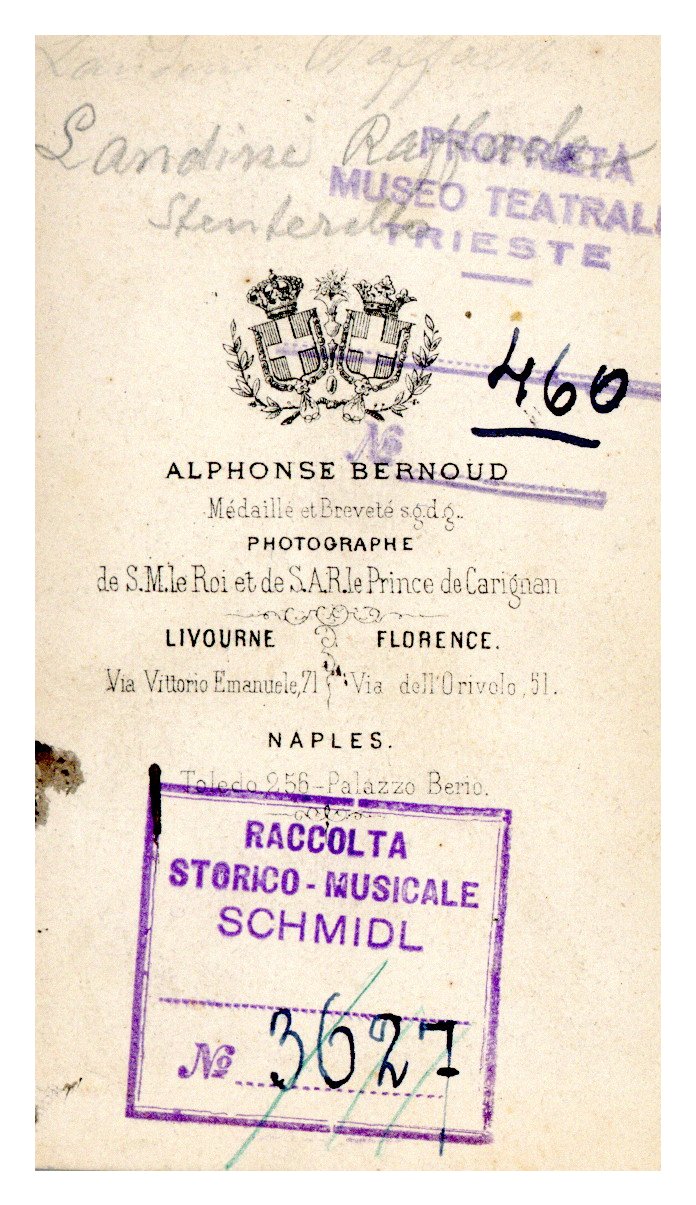 Landini Raffaello
Landini Raffaello
Stenterello
PROPRIETÀ
MUSEO TEATRALE
TRIESTE
460
No
ALPHONSE BERNOUD
Médaillé et Breveté s.g.d.g.
PHOTOGRAPHE
de S.M. le Roi et de S.A.R. le Prince de Carignan
LIVOURNE FLORENCE.
Via Vittorio Emanuele, 71 Via dell'Orivolo, 51.
NAPLES.
Toledo 256-Palazzo Berio.
RACCOLTA
STORICO-MUSICALE
SCHMIDL
No 3627